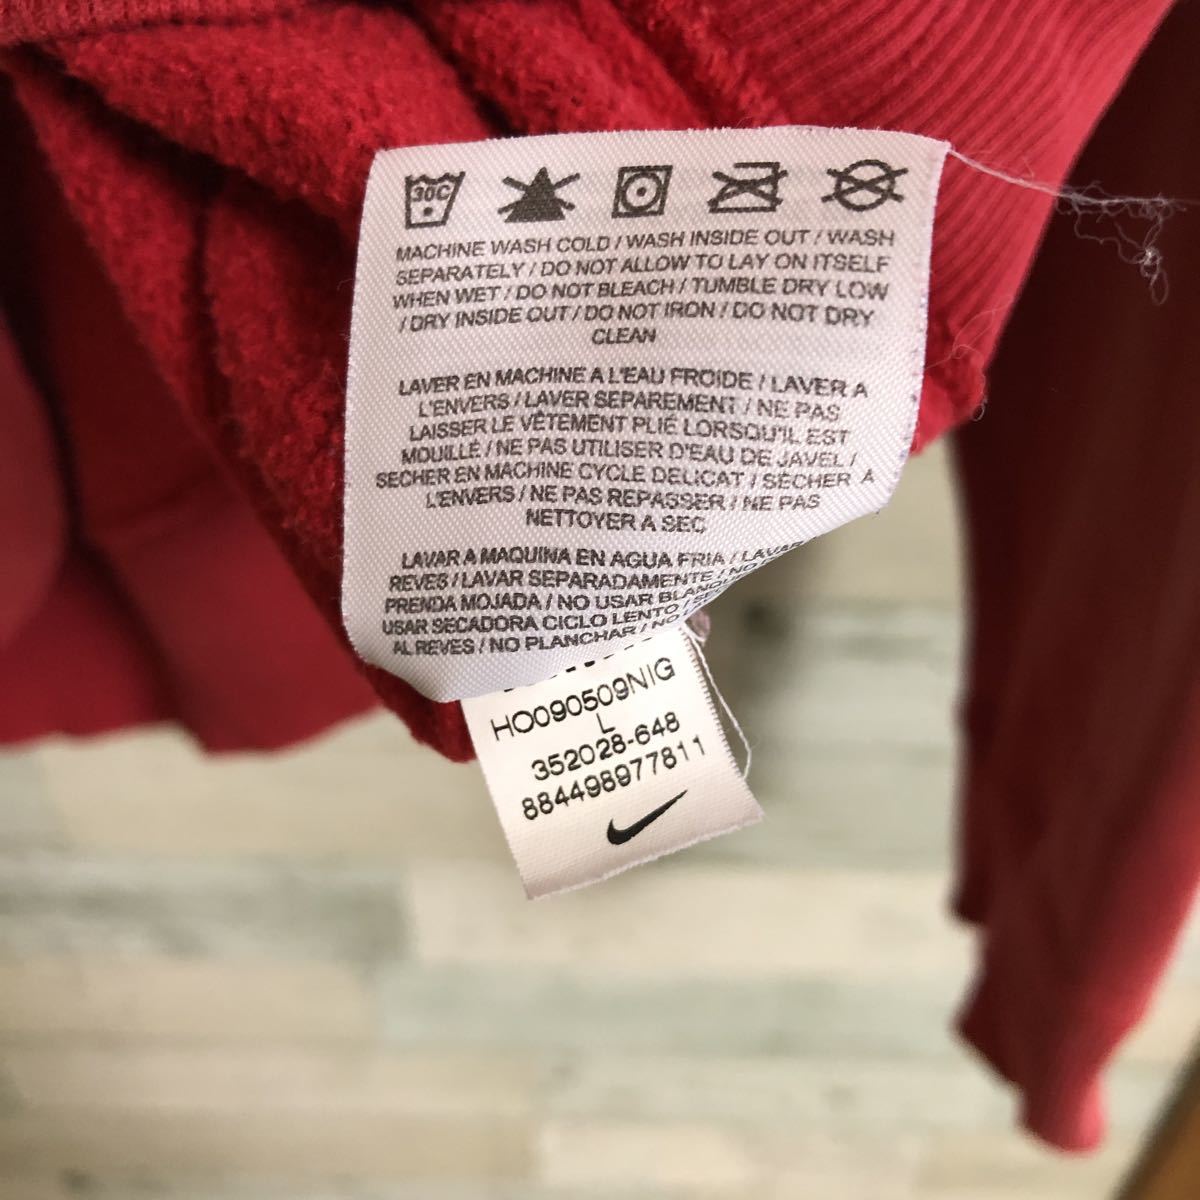 30C
MACHINE WASH COLD / WASH INSIDE OUT / WASH
SEPARATELY / DO NOT ALLOW TO LAY ON ITSELF
WHEN WET / DO NOT BLEACH / TUMBLE DRY LOW
/ DRY INSIDE OUT / DO NOT IRON / DO NOT DRY
CLEAN
LAVER EN MACHINE A L'EAU FROIDE / LAVER A
L'ENVERS / LAVER SEPAREMENT / NE PAS
LAISSER LE VÊTEMENT PLIÉ LORSQU'IL EST
MOUILLÉ / NE PAS UTILISER D'EAU DE JAVEL /
SECHER EN MACHINE CYCLE DELICAT / SÉCHER A
L'ENVERS / NE PAS REPASSER / NE PAS
NETTOYER A SEC
LAVAR A MAQUINA EN AGUA FRIA / LAVAR
REVES / LAVAR SEPARADAMENTE / NO
PRENDA MOJADA / NO USAR
USAR SECADORA CICLO LENTO /
AL REVES / NO PLANCHAR / NO
HO090509NIG
L
352028-648
884498977811